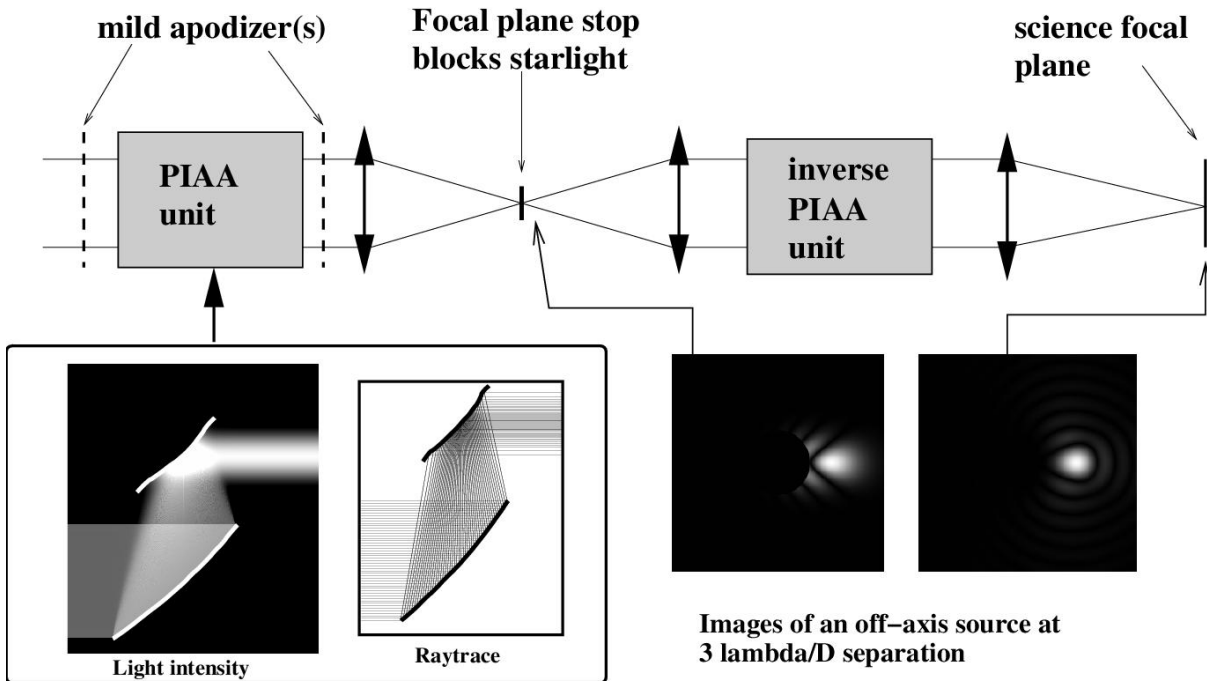 mild apodizer(s)
Focal plane stop
blocks starlight
science focal
plane
PIAA
unit
inverse
PIAA
unit
Light intensity
Raytrace
Images of an off−axis source at
3 lambda/D separation